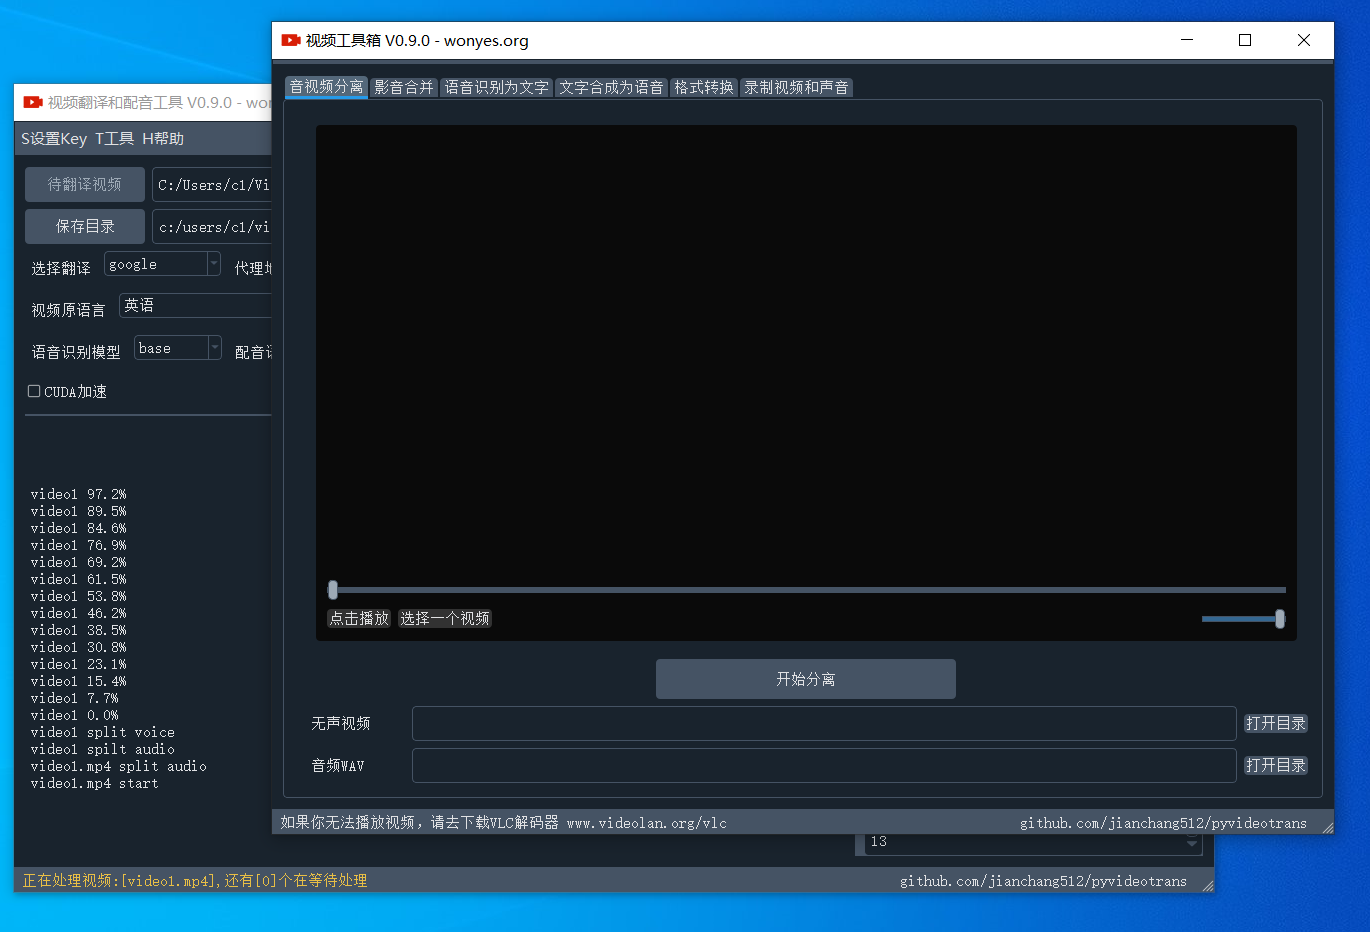 视频工具箱 V0.9.0 - wonyes.org
音视频分离 影音合并 语音识别为文字 文字合成为语音 格式转换 录制视频和声音
点击播放 选择一个视频
开始分离
无声视频 打开目录
音频WAV 打开目录
如果你无法播放视频，请去下载VLC解码器 www.videolan.org/vlc github.com/jianchang512/pyvideotrans
视频翻译和配音工具 V0.9.0 - wo
S设置Key T工具 H帮助
待翻译视频 C:/Users/c1/Vi
保存目录 c:/users/c1/vi
选择翻译 google 代理
视频原语言 英语
语音识别模型 base 配音
CUDA加速
video1 97.2%
video1 89.5%
video1 84.6%
video1 76.9%
video1 69.2%
video1 61.5%
video1 53.8%
video1 46.2%
video1 38.5%
video1 30.8%
video1 23.1%
video1 15.4%
video1 7.7%
video1 0.0%
video1 split voice
video1 spilt audio
video1.mp4 split audio
video1.mp4 start
13
正在处理视频:[video1.mp4],还有[0]个在等待处理 github.com/jianchang512/pyvideotrans